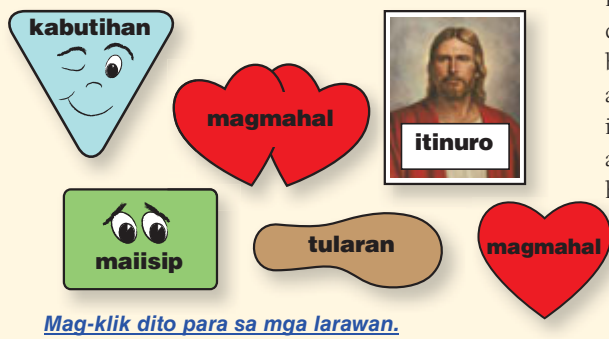 kabutihan
magmahal
itinuro
maiisip
tularan
magmahal
Mag-klik dito para sa mga larawan.